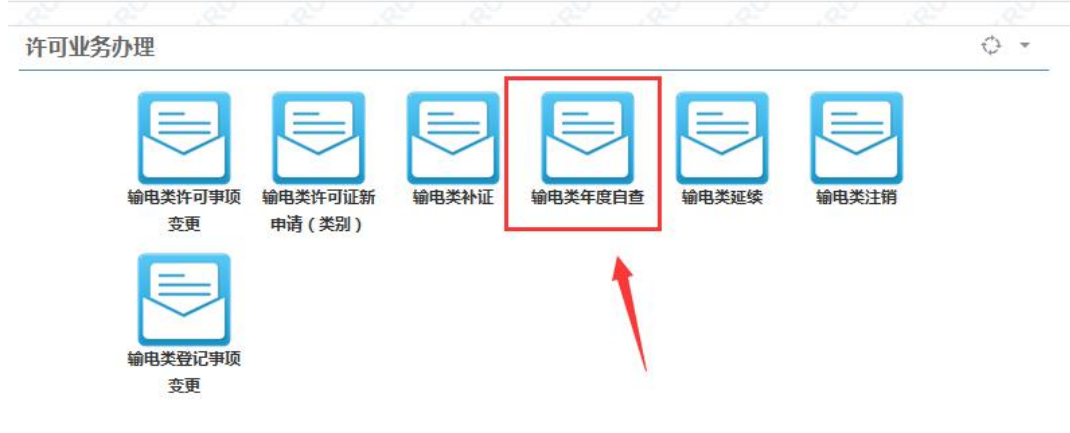 许可业务办理
输电类许可事项
变更
输电类许可证新
申请（类别）
输电类补证
输电类年度自查
输电类延续
输电类注销
输电类登记事项
变更